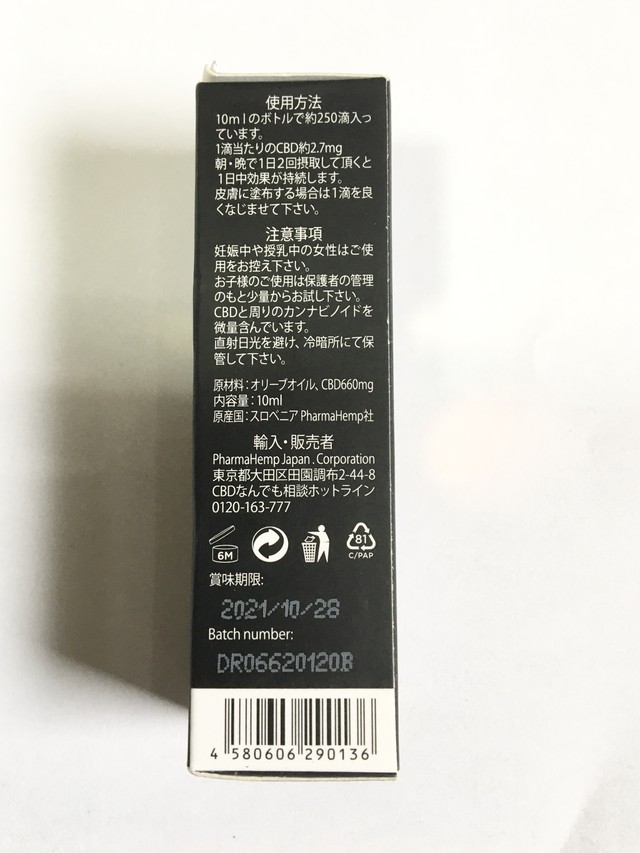 使用方法
10mlのボトルで約250滴入っ
ています。
1滴当たりのCBD約2.7mg
朝・晩で1日2回摂取して頂くと
1日中効果が持続します。
皮膚に塗布する場合は1滴を良
くなじませて下さい。
注意事項
妊娠中や授乳中の女性はご使
用をお控え下さい。
お子様のご使用は保護者の管理
のもと少量からお試し下さい。
CBDと周りのカンナビノイドを
微量含んでいます。
直射日光を避け、冷暗所にて保
管して下さい。
原材料：オリーブオイル、CBD660mg
内容量：10ml
原産国：スロベニア PharmaHemp社
輸入・販売者
PharmaHemp Japan . Corporation
東京都大田区田園調布2-44-8
CBDなんでも相談ホットライン
0120-163-777
6M
81
C/PAP
賞味期限:
2021/10/28
Batch number:
DR06620120B
4 580606 290136